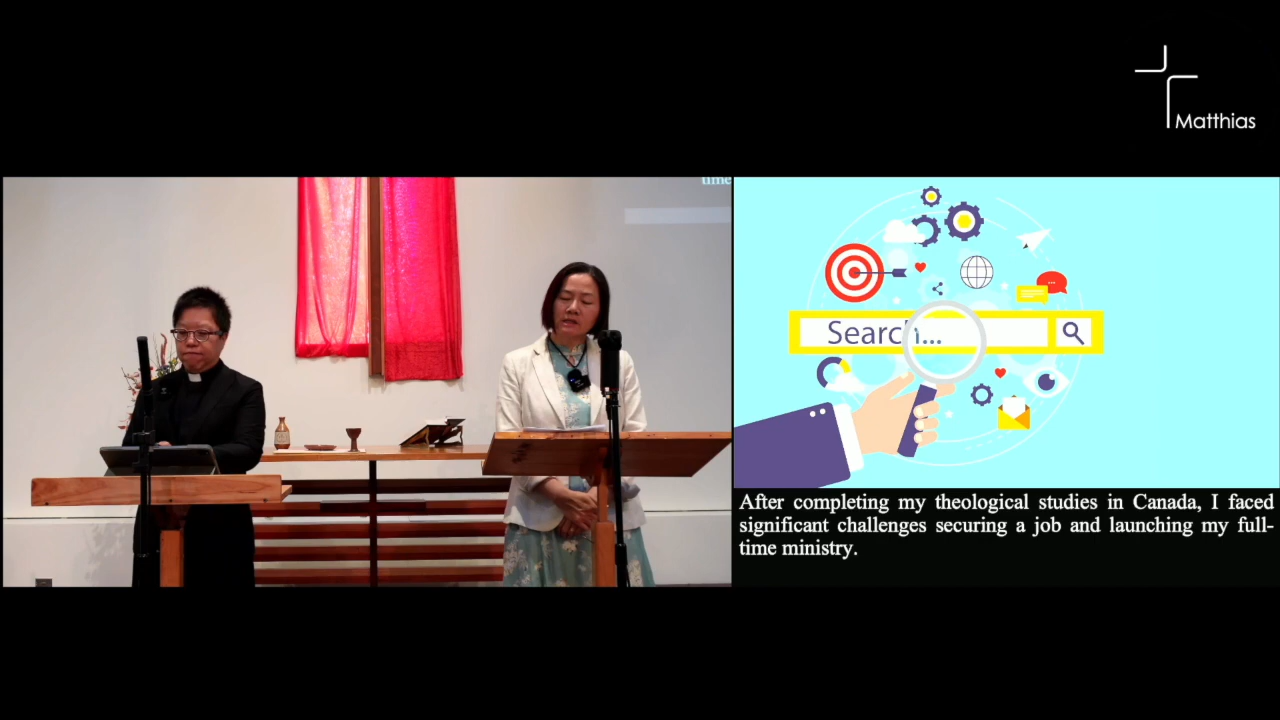 Matthias
time
Search...
After completing my theological studies in Canada, I faced
significant challenges securing a job and launching my full-
time ministry.